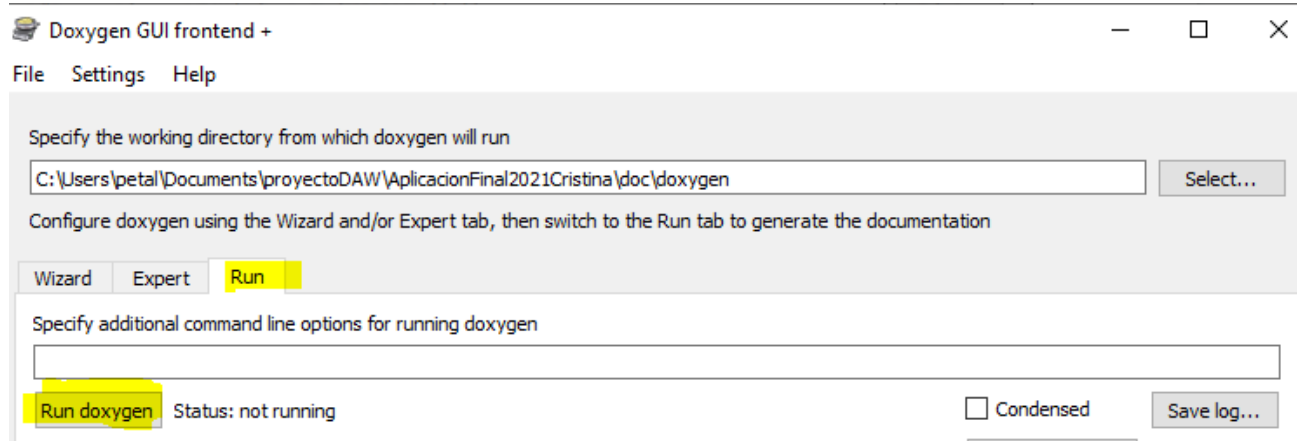 Doxygen GUI frontend +
File Settings Help
Specify the working directory from which doxygen will run
C:\Users\petal\Documents\proyectoDAW\AplicacionFinal2021Cristina\doc\doxygen Select...
Configure doxygen using the Wizard and/or Expert tab, then switch to the Run tab to generate the documentation
Wizard Expert Run
Specify additional command line options for running doxygen
Run doxygen Status: not running Condensed Save log...